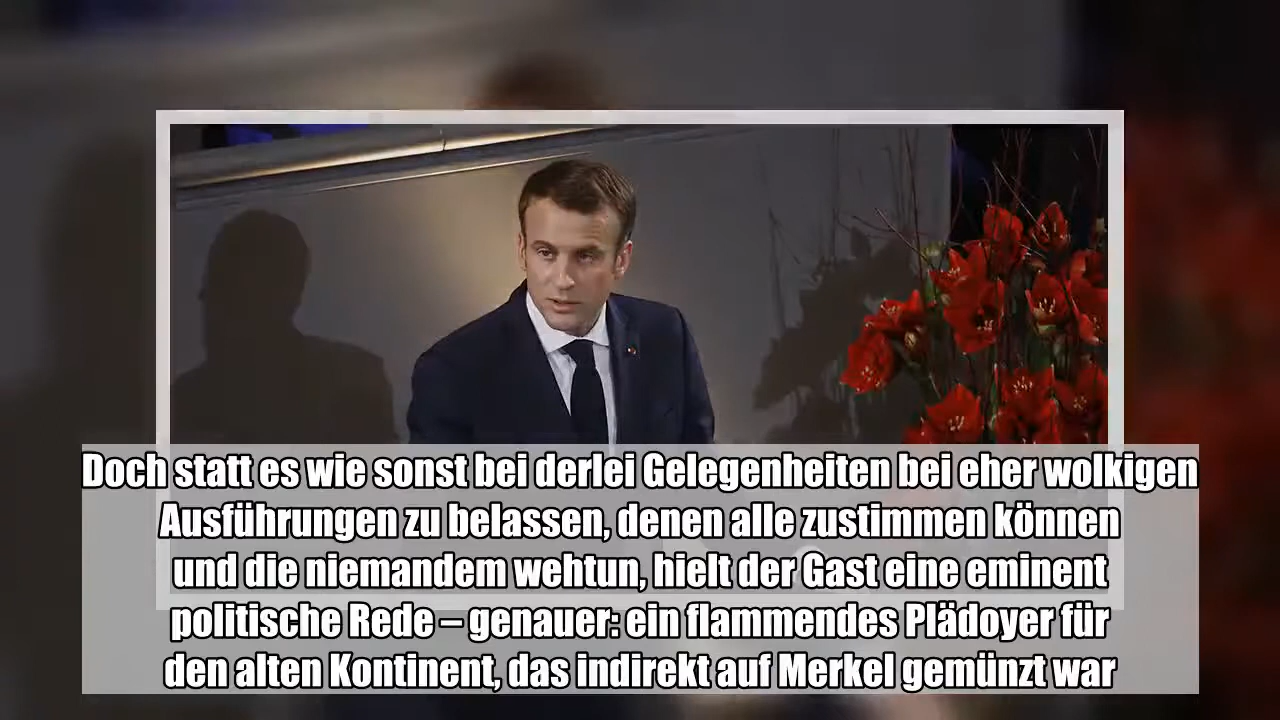 Doch statt es wie sonst bei derlei Gelegenheiten bei eher wolkigen
Ausführungen zu belassen, denen alle zustimmen können
und die niemandem wehtun, hielt der Gast eine eminent
politische Rede – genauer: ein flammendes Plädoyer für
den alten Kontinent, das indirekt auf Merkel gemünzt war